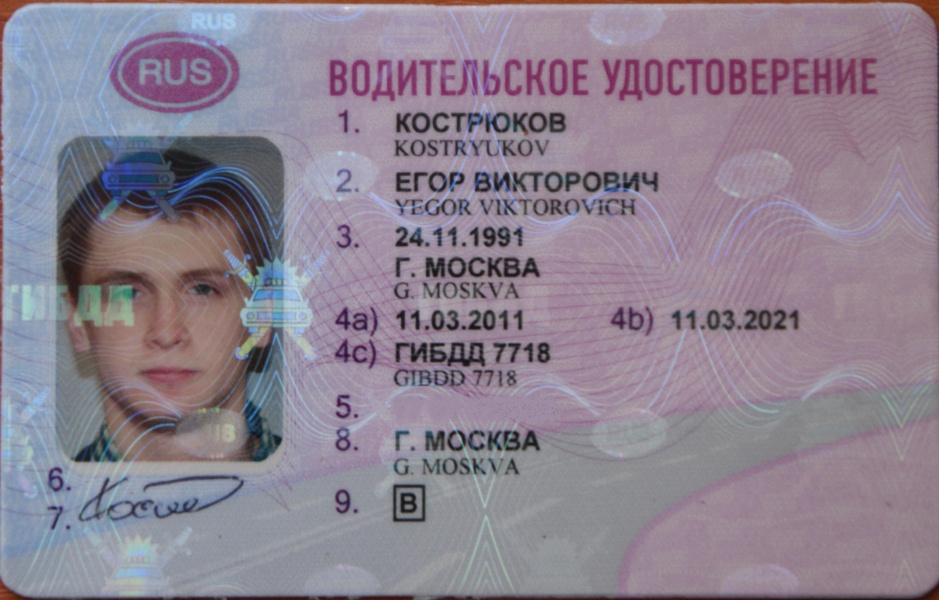 RUS
RUS
ВОДИТЕЛЬСКОЕ УДОСТОВЕРЕНИЕ
1. КОСТРЮКОВ
KOSTRYUKOV
2. ЕГОР ВИКТОРОВИЧ
YEGOR VIKTOROVICH
3. 24.11.1991
Г. МОСКВА
G. MOSKVA
4a) 11.03.2011 4b) 11.03.2021
4c) ГИБДД 7718
GIBDD 7718
5.
8. Г. МОСКВА
G. MOSKVA
9. B
ГИБДД
6.
7.